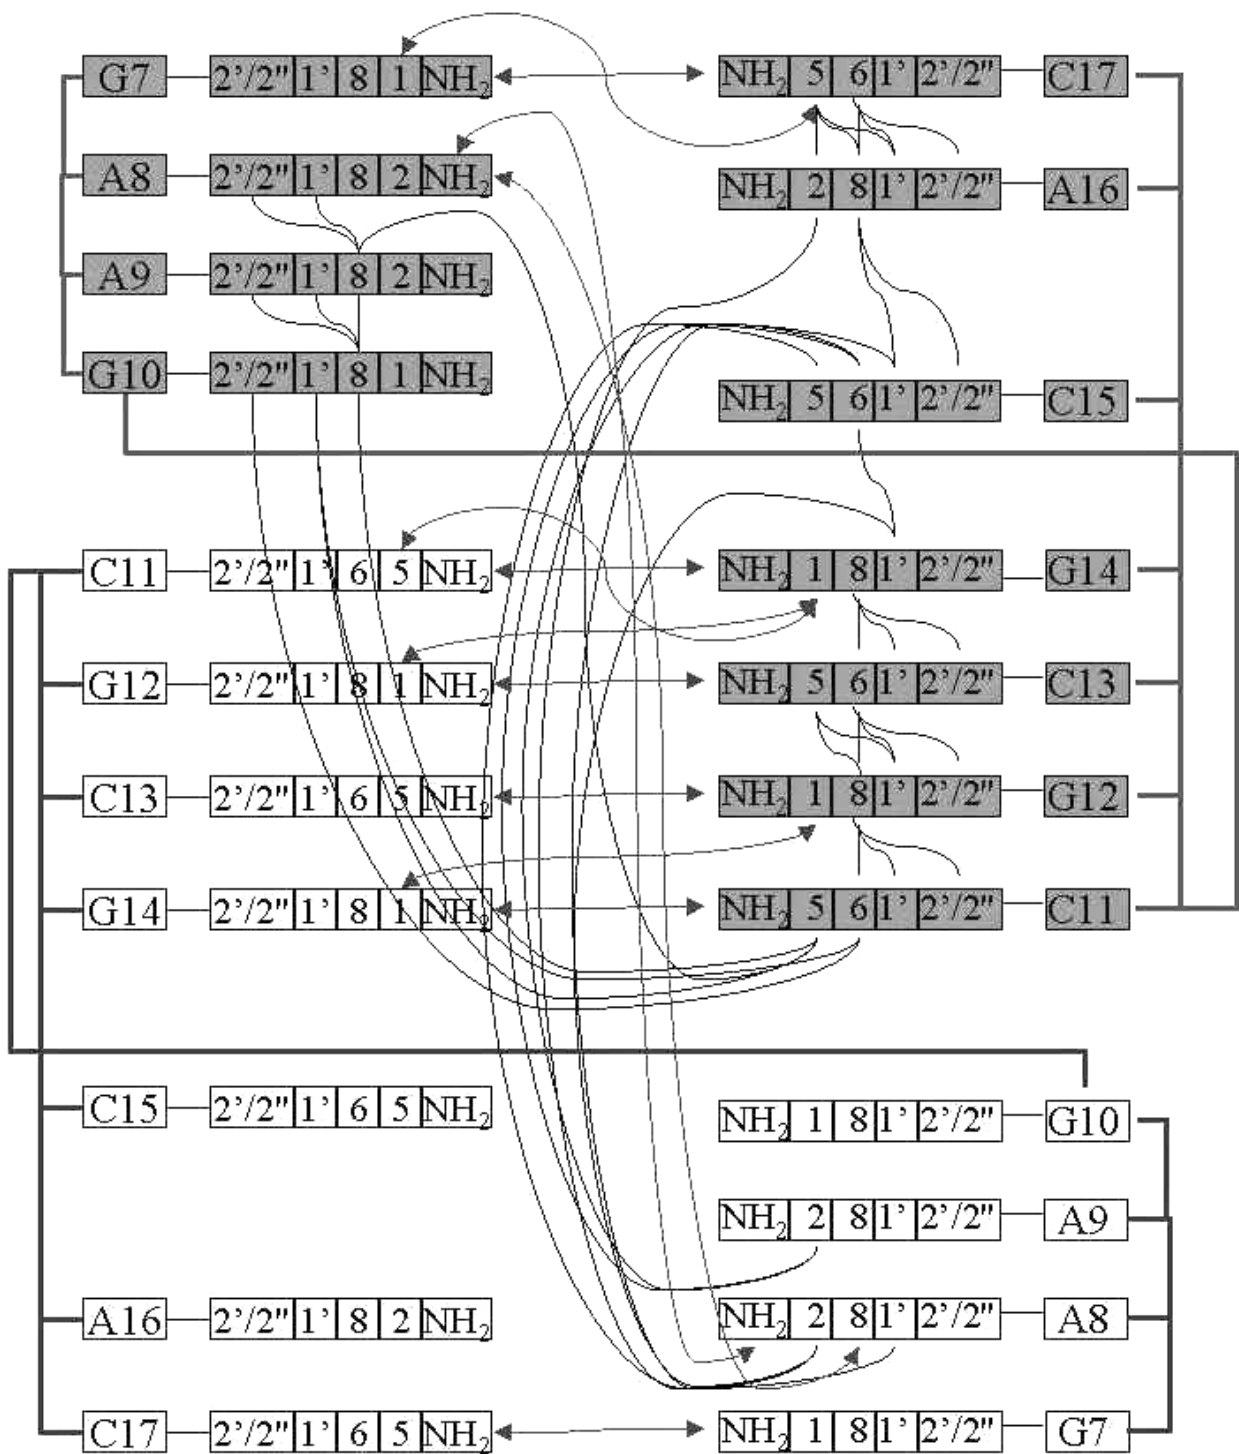 G7 2’/2" 1’ 8 1 NH2 NH2 5 6 1’ 2’/2" C17
A8 2’/2" 1’ 8 2 NH2 NH2 2 8 1’ 2’/2" A16
A9 2’/2" 1’ 8 2 NH2
G10 2’/2" 1’ 8 1 NH2 NH2 5 6 1’ 2’/2" C15
C11 2’/2" 1’ 6 5 NH2 NH2 1 8 1’ 2’/2" G14
G12 2’/2" 1’ 8 1 NH2 NH2 5 6 1’ 2’/2" C13
C13 2’/2" 1’ 6 5 NH2 NH2 1 8 1’ 2’/2" G12
G14 2’/2" 1’ 8 1 NH2 NH2 5 6 1’ 2’/2" C11
C15 2’/2" 1’ 6 5 NH2 NH2 1 8 1’ 2’/2" G10
NH2 2 8 1’ 2’/2" A9
A16 2’/2" 1’ 8 2 NH2 NH2 2 8 1’ 2’/2" A8
C17 2’/2" 1’ 6 5 NH2 NH2 1 8 1’ 2’/2" G7